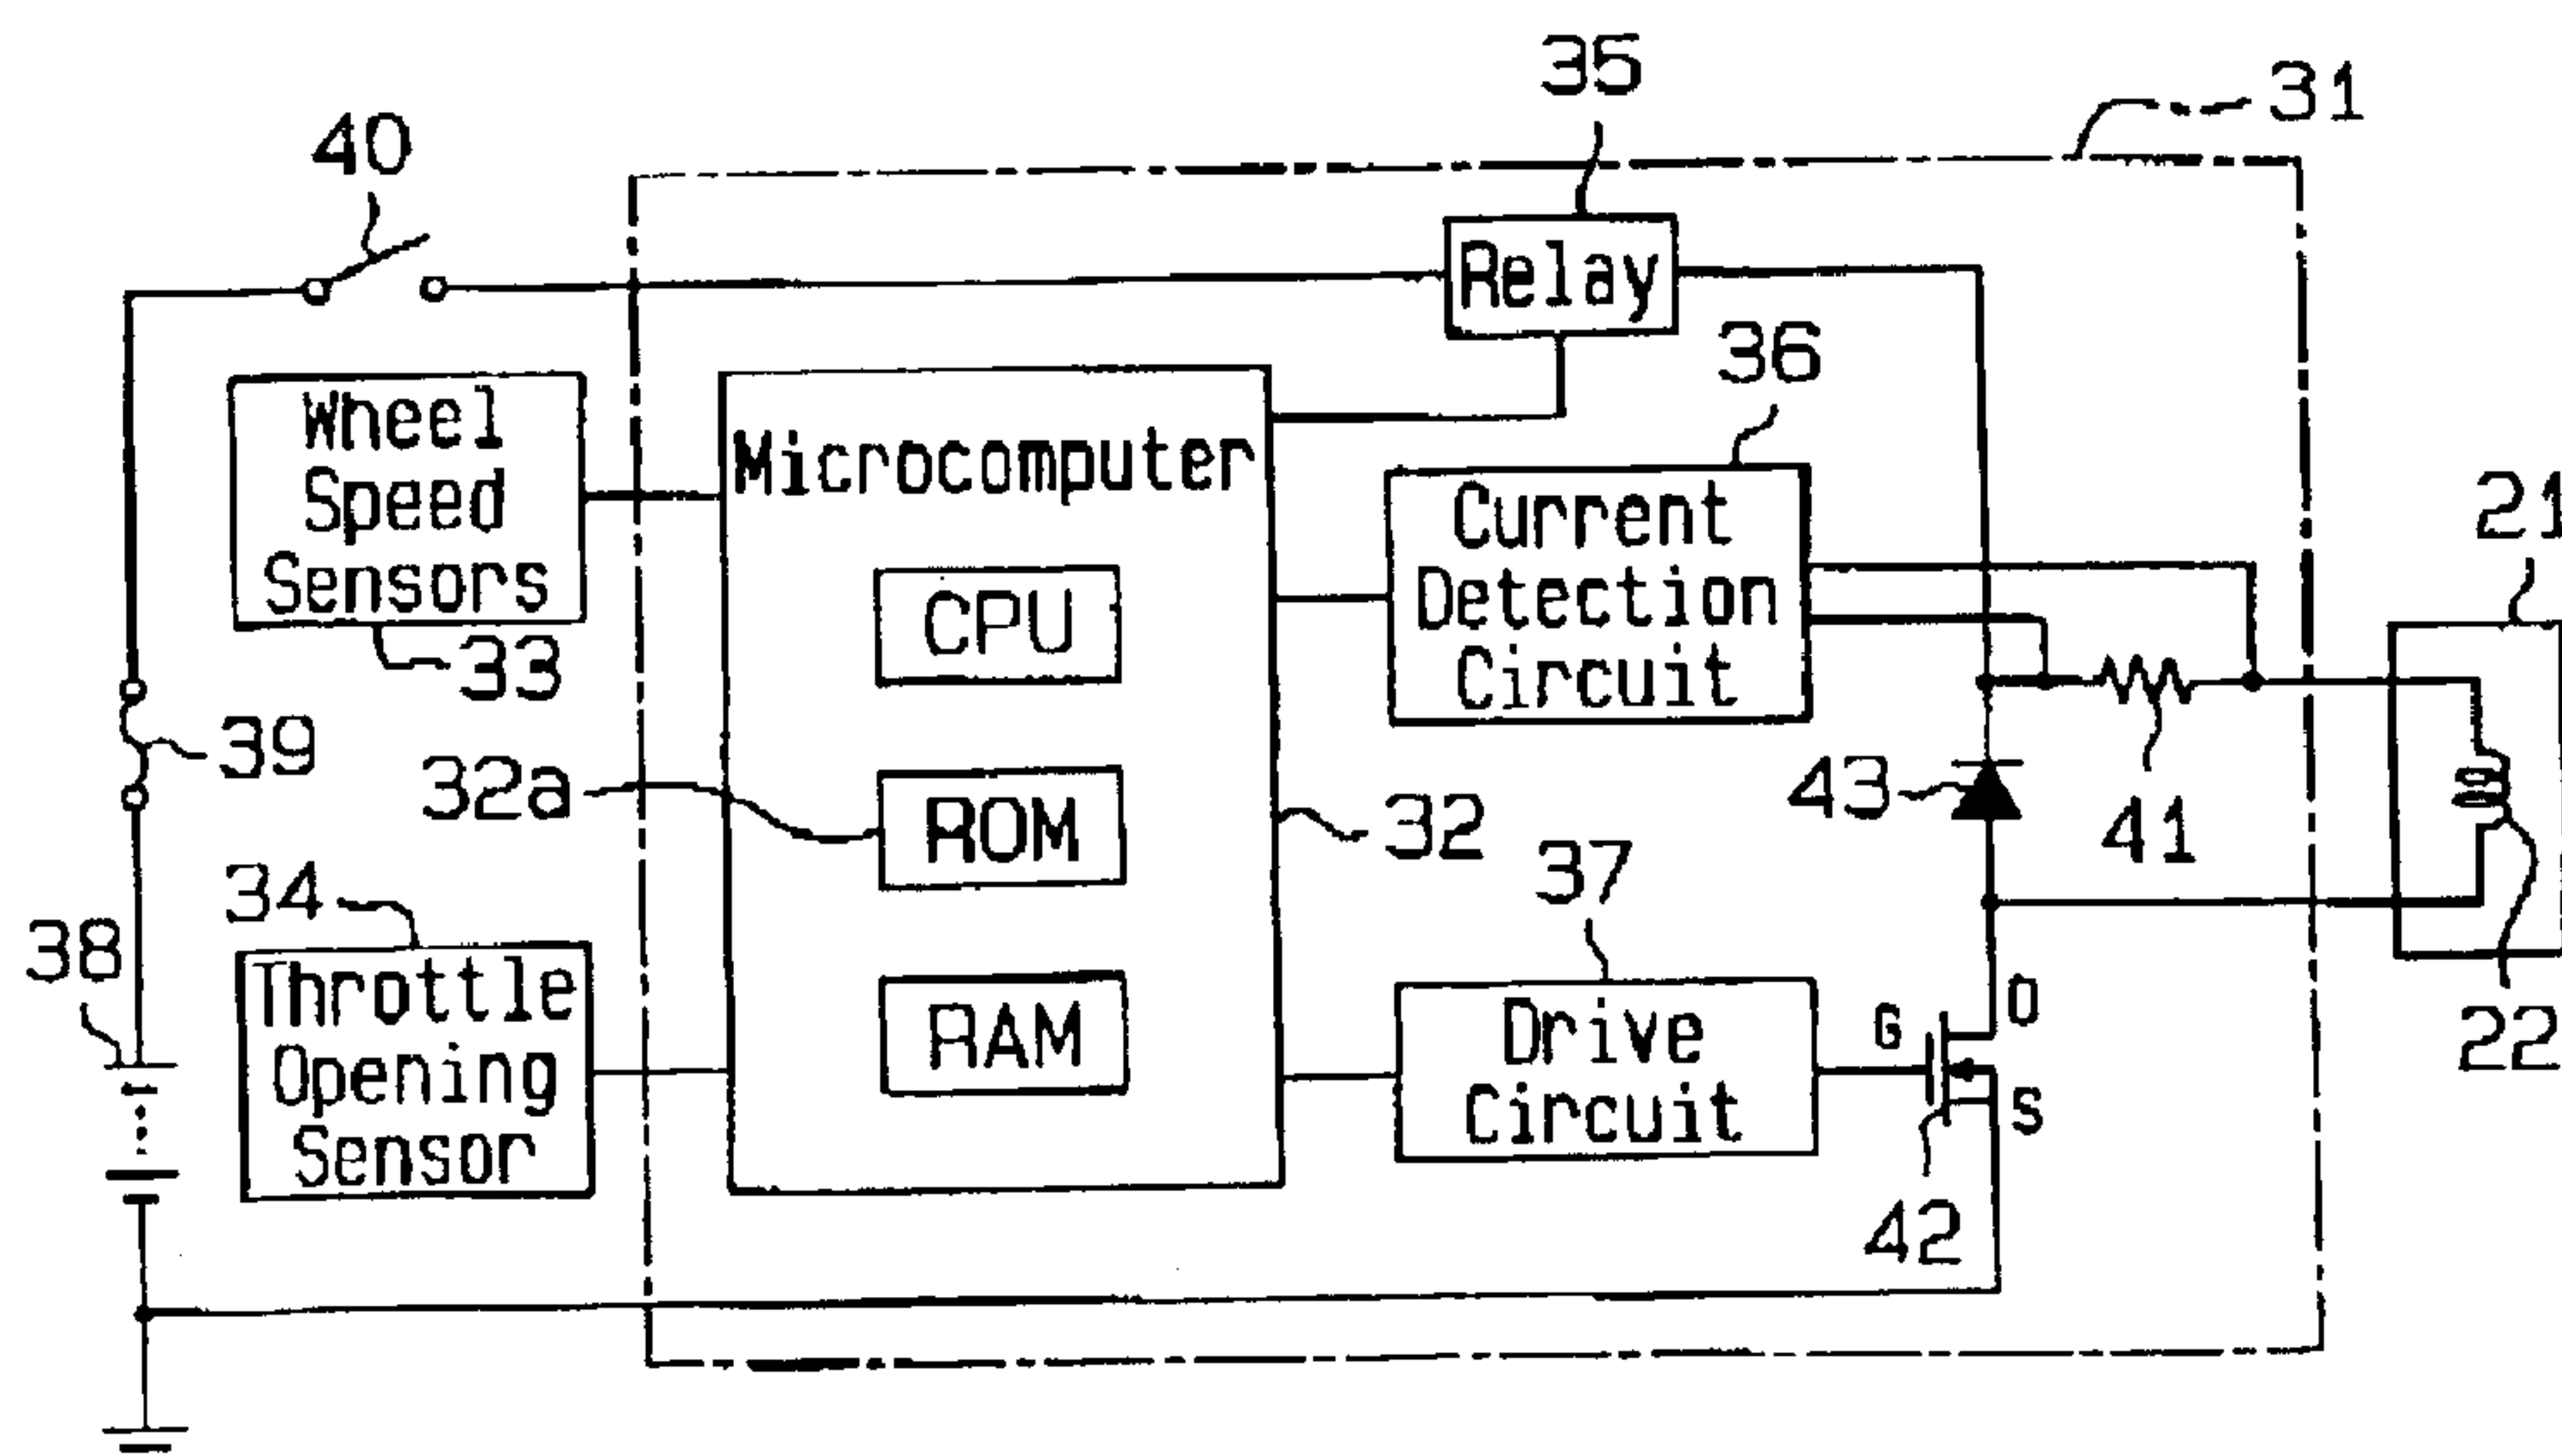 35
31
40
Relay
36
Wheel
Speed
Sensors
33
Microcomputer
CPU
Current
Detection
Circuit
21
39
32a
ROM
32
43
41
37
34
38
Throttle
Opening
Sensor
RAM
Drive
Circuit
G
D
S
22
42